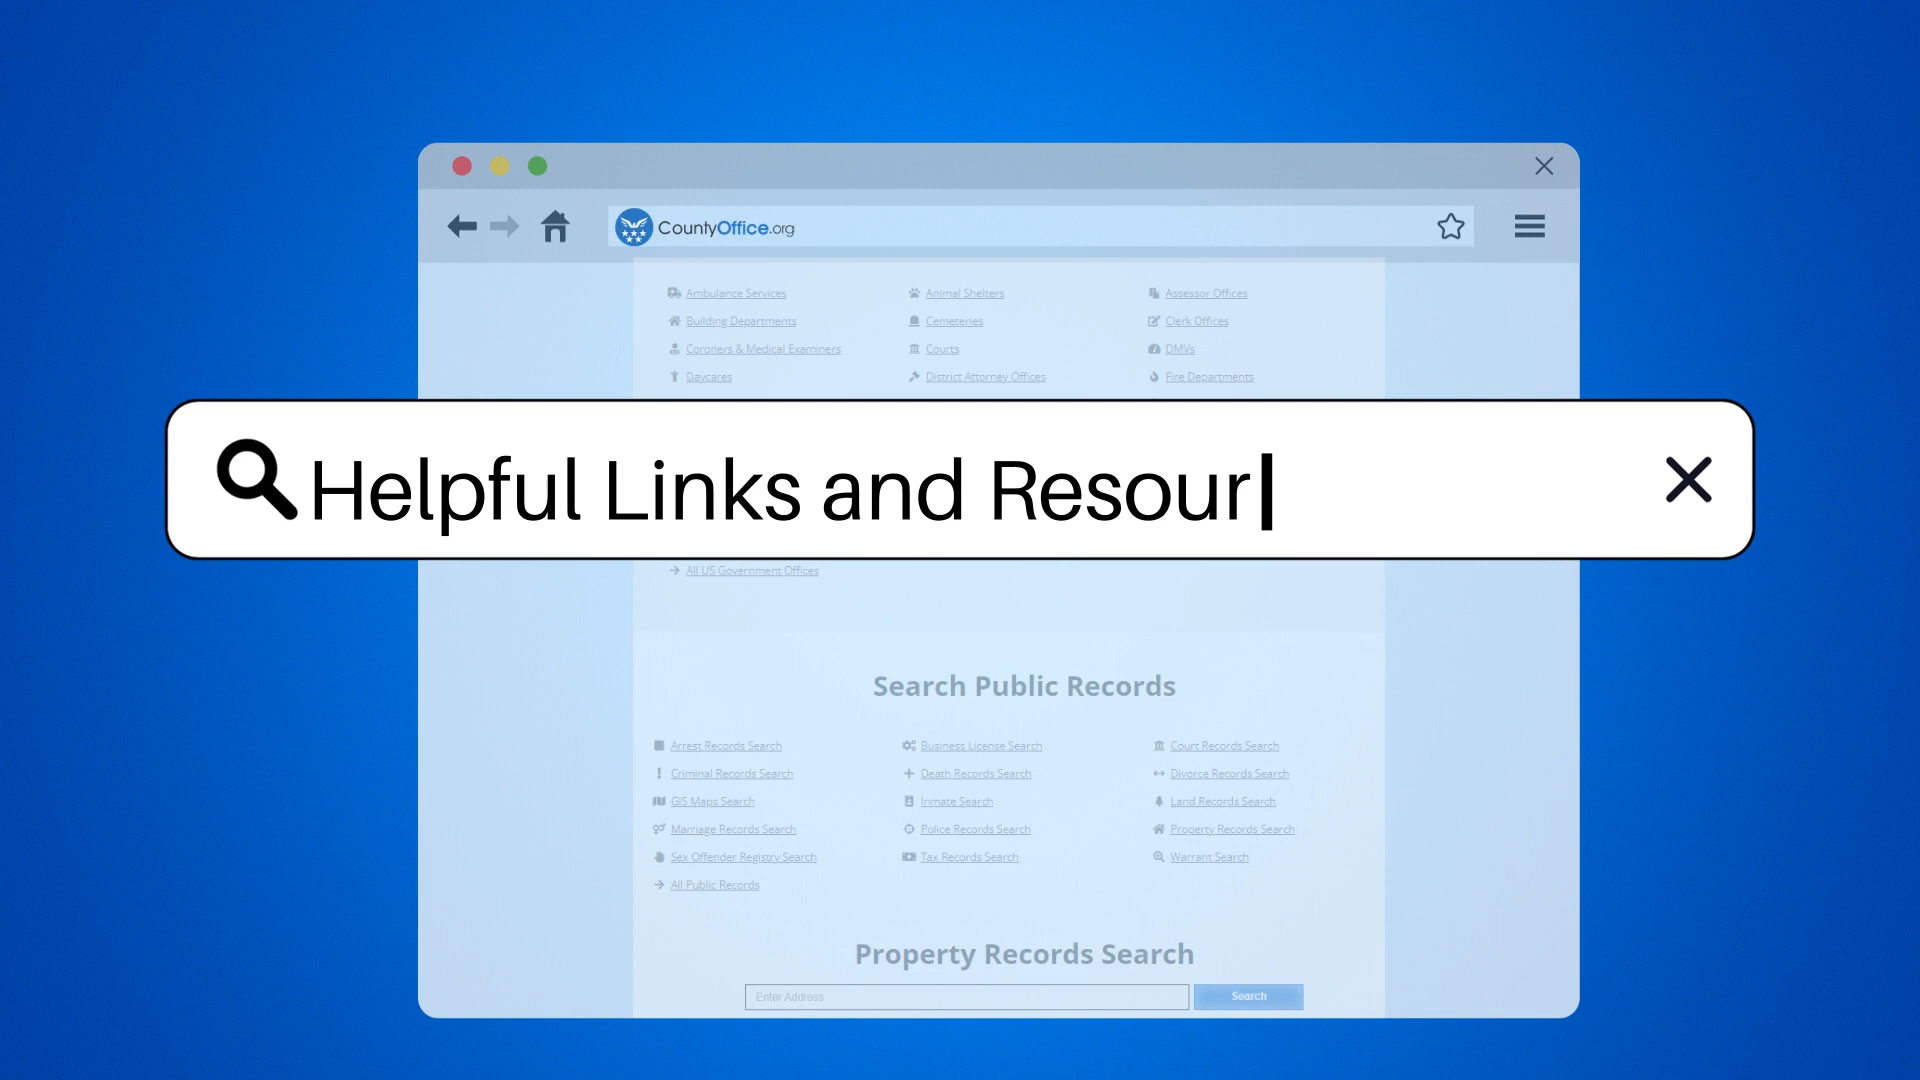 CountyOffice.org
Ambulance Services Animal Shelters Assessor Offices
Building Departments Cemeteries Clerk Offices
Coroners & Medical Examiners Courts DMVs
Daycares District Attorney Offices Fire Departments
Helpful Links and Resour
All US Government Offices
Search Public Records
Arrest Records Search Business License Search Court Records Search
Criminal Records Search Death Records Search Divorce Records Search
GIS Maps Search Inmate Search Land Records Search
Marriage Records Search Police Records Search Property Records Search
Sex Offender Registry Search Tax Records Search Warrant Search
All Public Records
Property Records Search
Enter Address Search